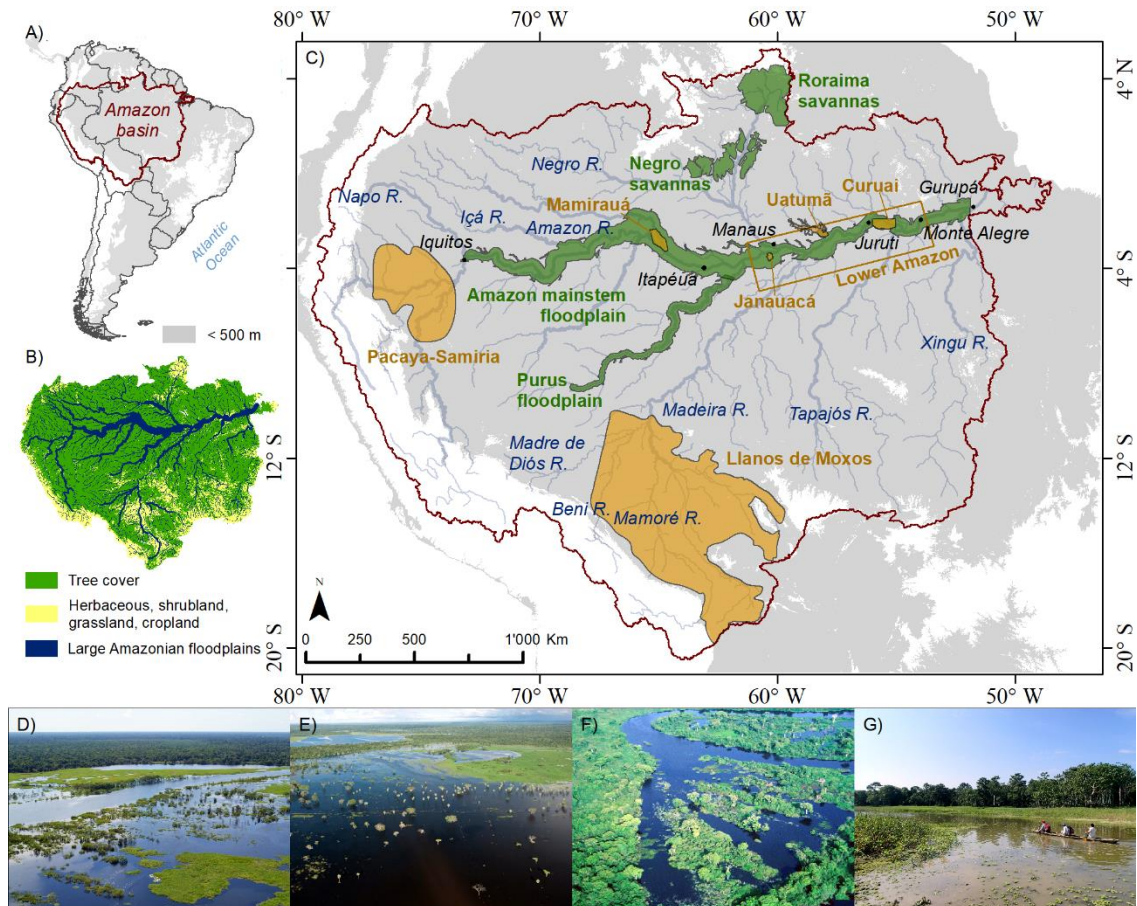 A)
Amazon
basin
Atlantic
Ocean
< 500 m
B)
Tree cover
Herbaceous, shrubland,
grassland, cropland
Large Amazonian floodplains
80° W
70° W
60° W
50° W
C)
4° N
4° S
12° S
20° S
12° S
20° S
Roraima
savannas
Negro R.
Negro
savannas
Napo R.
Içá R.
Mamirauá
Amazon R.
Uatumã
Curuai
Gurupá
Iquitos
Manaus
Juruti
Monte Alegre
Itapéua
Lower Amazon
Amazon mainstem
floodplain
Janauacá
Pacaya-Samiria
Xingu R.
Purus
floodplain
Madeira R.
Tapajós R.
Madre de
Diós R.
Llanos de Moxos
Beni R.
Mamoré R.
N
0 250 500 1'000 Km
80° W
70° W
60° W
50° W
D)
E)
F)
G)